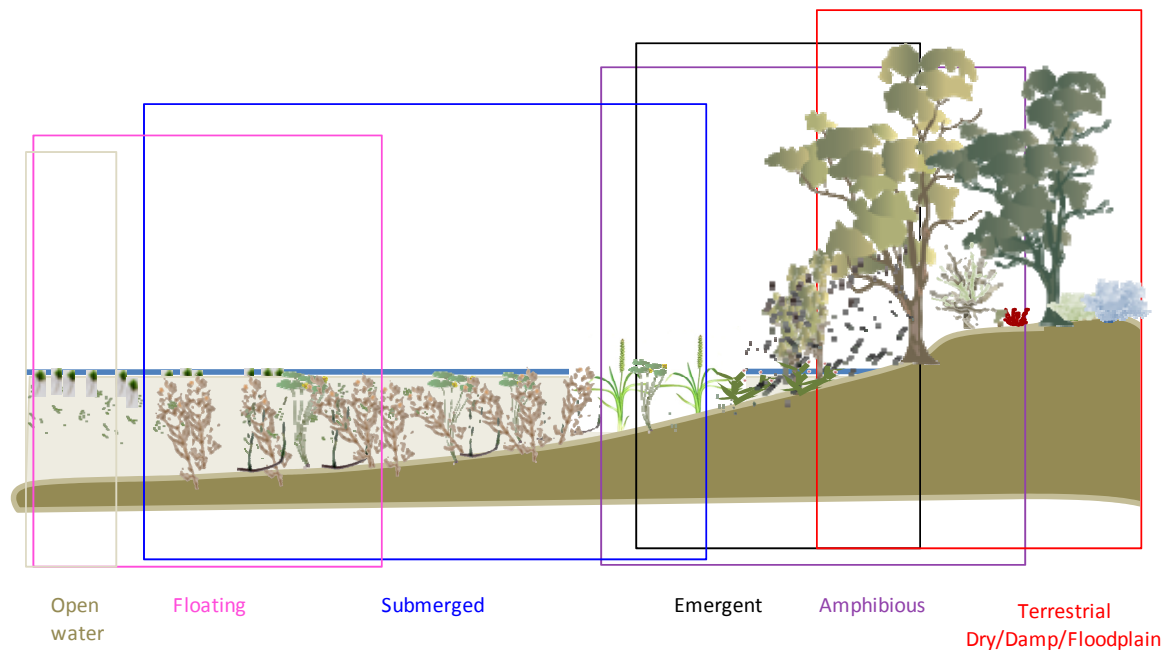 Open
water
Floating
Submerged
Emergent
Amphibious
Terrestrial
Dry/Damp/Floodplain